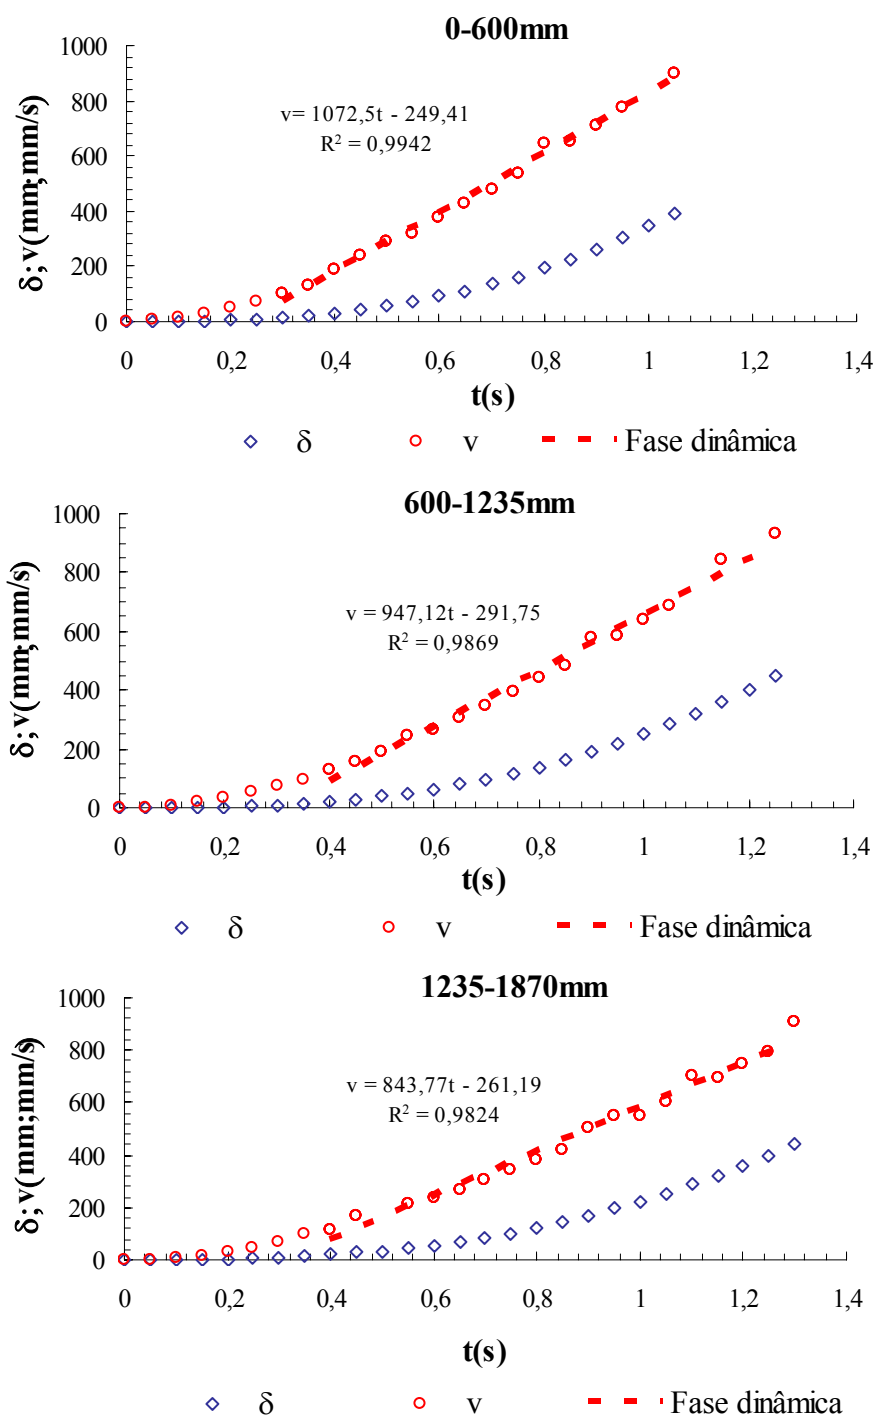 0-600mm
1000
800
600
400
200
0
δ; v(mm;mm/s)
v= 1072,5t - 249,41
R² = 0,9942
0 0,2 0,4 0,6 0,8 1 1,2 1,4
t(s)
δ v Fase dinâmica
600-1235mm
1000
800
600
400
200
0
δ; v(mm;mm/s)
v = 947,12t - 291,75
R² = 0,9869
0 0,2 0,4 0,6 0,8 1 1,2 1,4
t(s)
δ v Fase dinâmica
1235-1870mm
1000
800
600
400
200
0
δ; v(mm;mm/s)
v = 843,77t - 261,19
R² = 0,9824
0 0,2 0,4 0,6 0,8 1 1,2 1,4
t(s)
δ v Fase dinâmica